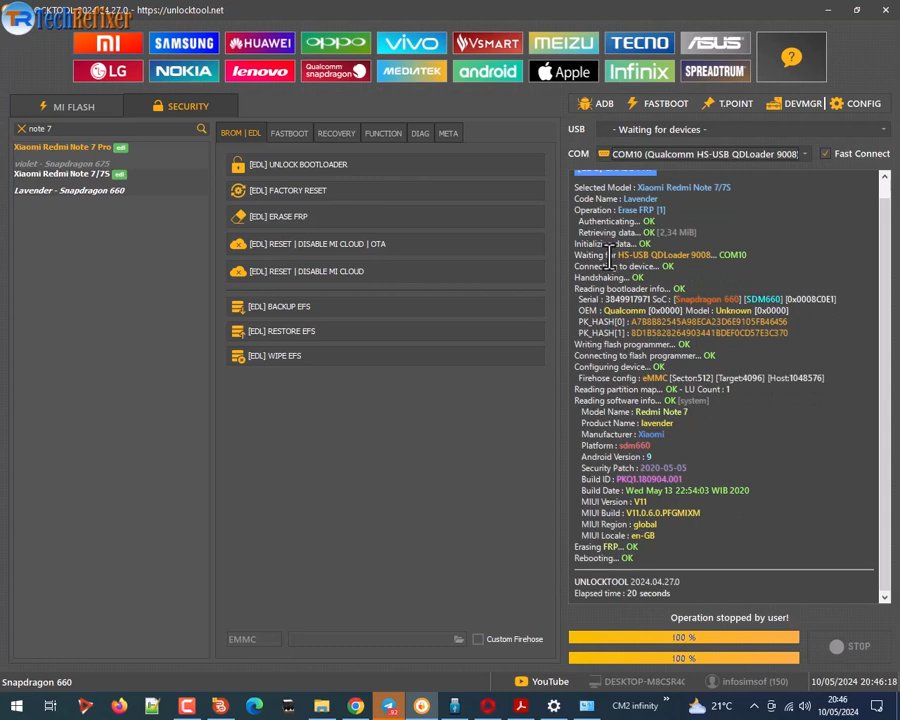 TR TechRefixer
OCKTOOL 2024.04.27.0 - https://unlocktool.net
MI
SAMSUNG
HUAWEI
oppo
vivo
VSMART
MEIZU
TECNO
ASUS
LG
NOKIA
lenovo
Qualcomm snapdragon
MEDIATEK
android
Apple
Infinix
SPREADTRUM
?
MI FLASH
SECURITY
ADB
FASTBOOT
T.POINT
DEVMGR
CONFIG
note 7
BROM | EDL
FASTBOOT
RECOVERY
FUNCTION
DIAG
META
USB
- Waiting for devices -
COM
COM10 (Qualcomm HS-USB QDLoader 9008)
Fast Connect
Xiaomi Redmi Note 7 Pro edl
violet - Snapdragon 675
Xiaomi Redmi Note 7/7S edl
Lavender - Snapdragon 660
[EDL] UNLOCK BOOTLOADER
[EDL] FACTORY RESET
[EDL] ERASE FRP
[EDL] RESET | DISABLE MI CLOUD | OTA
[EDL] RESET | DISABLE MI CLOUD
[EDL] BACKUP EFS
[EDL] RESTORE EFS
[EDL] WIPE EFS
EMMC
Custom Firehose
Selected Model : Xiaomi Redmi Note 7/7S
Code Name : Lavender
Operation : Erase FRP [1]
Authenticating... OK
Retrieving data... OK [2,34 MiB]
Initializing data... OK
Waiting for HS-USB QDLoader 9008... COM10
Connecting to device... OK
Handshaking... OK
Reading bootloader info... OK
Serial : 3849917971 SoC : [Snapdragon 660] [SDM660] [0x0008C0E1]
OEM : Qualcomm [0x0000] Model : Unknown [0x0000]
PK_HASH[0] : A7B8B82545A98ECA23D6E9105FB46456
PK_HASH[1] : 8D1B5828264903441BDEF0CD57E3C370
Writing flash programmer... OK
Connecting to flash programmer... OK
Configuring device... OK
Firehose config : eMMC [Sector:512] [Target:4096] [Host:1048576]
Reading partition map... OK - LU Count : 1
Reading software info... OK [system]
Model Name : Redmi Note 7
Product Name : lavender
Manufacturer : Xiaomi
Platform : sdm660
Android Version : 9
Security Patch : 2020-05-05
Build ID : PKQ1.180904.001
Build Date : Wed May 13 22:54:03 WIB 2020
MIUI Version : V11
MIUI Build : V11.0.6.0.PFGMIXM
MIUI Region : global
MIUI Locale : en-GB
Erasing FRP... OK
Rebooting... OK
UNLOCKTOOL 2024.04.27.0
Elapsed time : 20 seconds
Operation stopped by user!
100 %
STOP
100 %
Snapdragon 660
YouTube
DESKTOP-M8CSR4C
infosimsof (150)
10/05/2024 20:46:18
92
CM2 infinity
21°C
20:46
10/05/2024